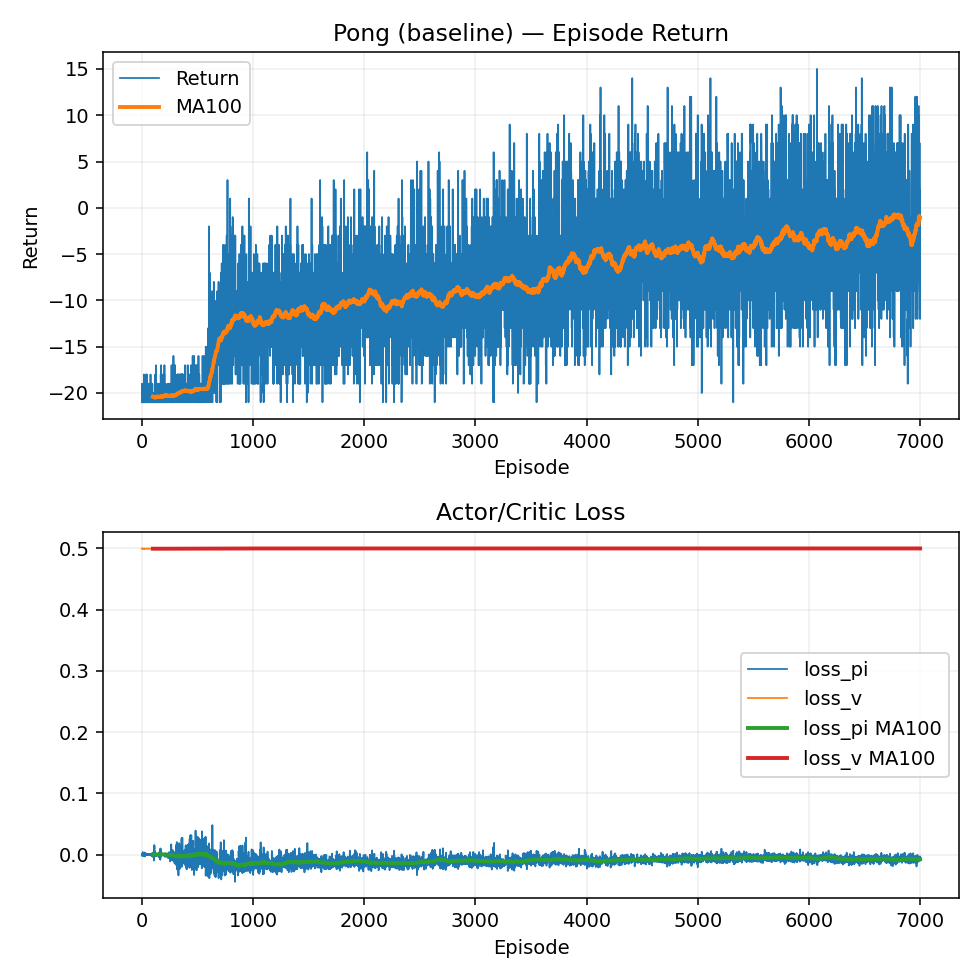 Pong (baseline) — Episode Return
15
10
5
0
−5
−10
−15
−20
Return
Return
MA100
0 1000 2000 3000 4000 5000 6000 7000
Episode
Actor/Critic Loss
0.5
0.4
0.3
0.2
0.1
0.0
loss_pi
loss_v
loss_pi MA100
loss_v MA100
0 1000 2000 3000 4000 5000 6000 7000
Episode